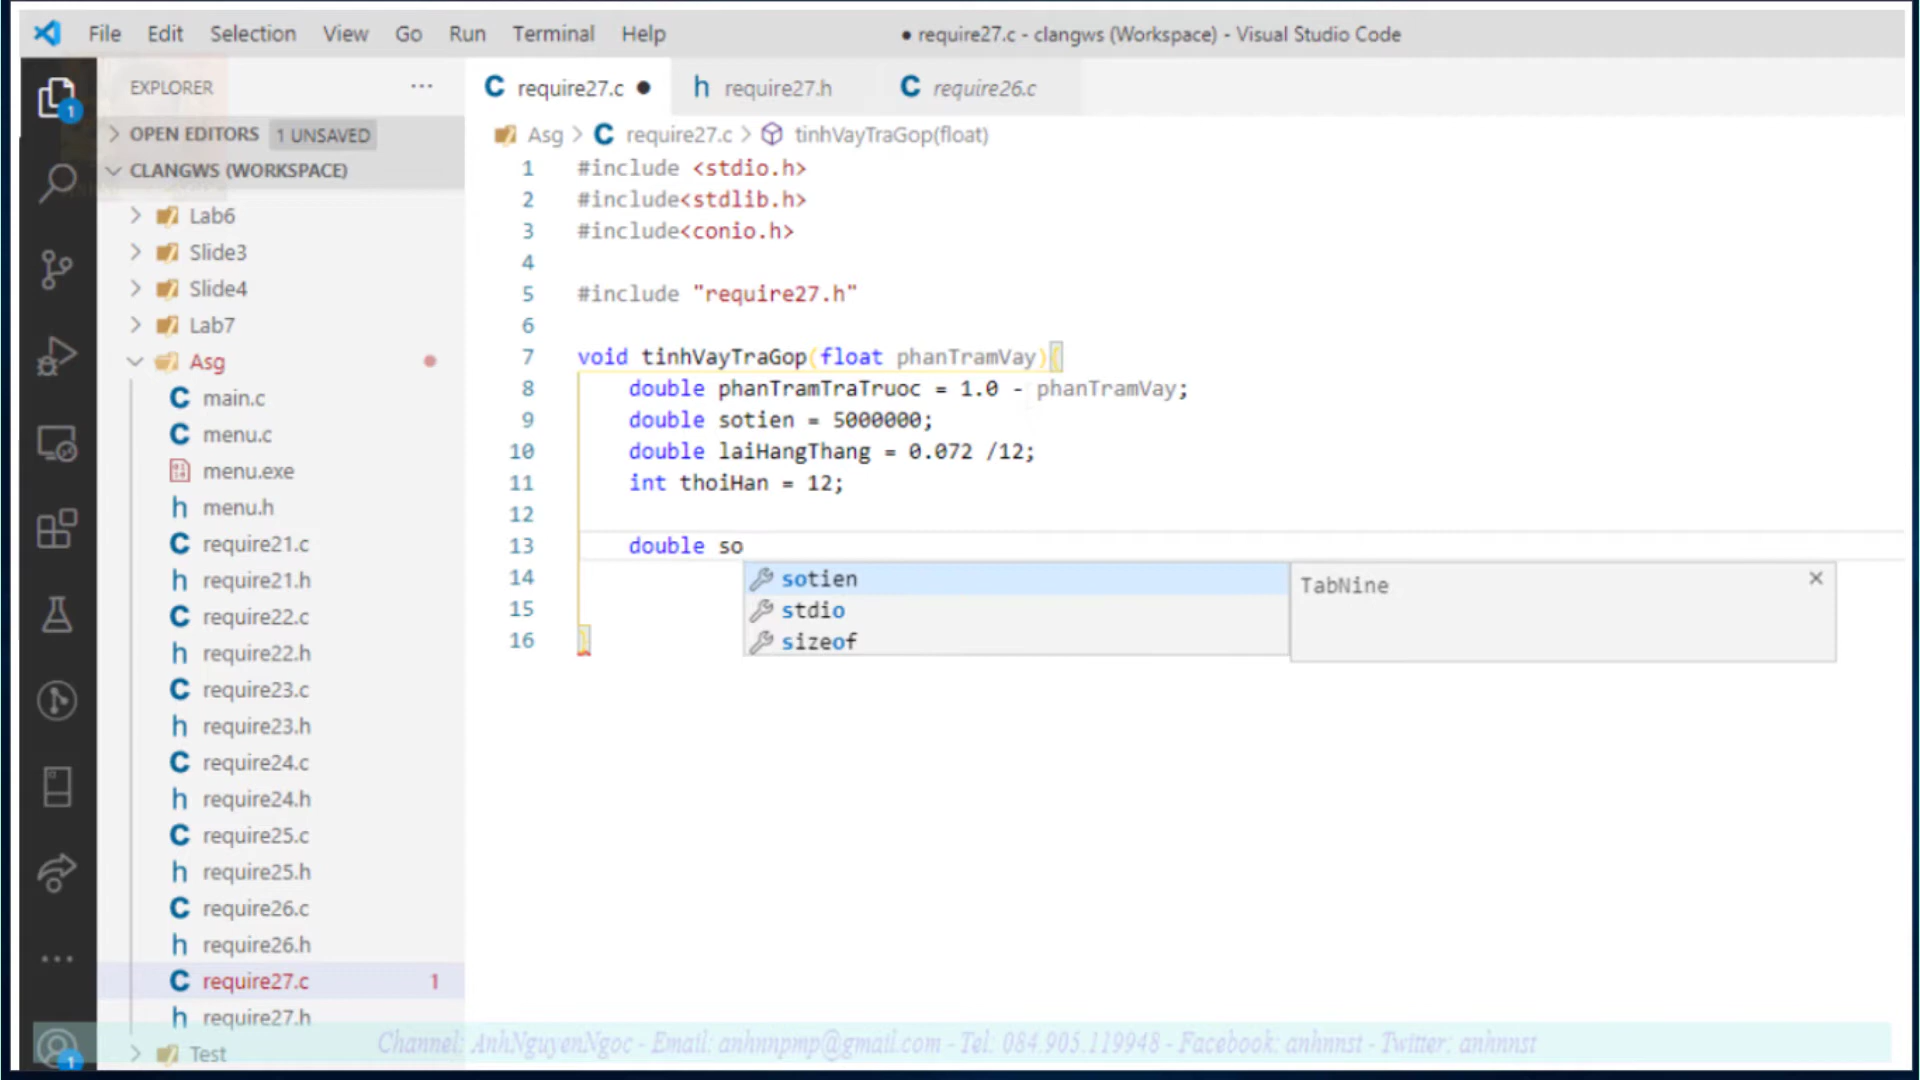 File Edit Selection View Go Run Terminal Help
● require27.c - clangws (Workspace) - Visual Studio Code
EXPLORER ...
OPEN EDITORS 1 UNSAVED
CLANGWS (WORKSPACE)
Lab6
Slide3
Slide4
Lab7
Asg
C main.c
C menu.c
menu.exe
h menu.h
C require21.c
h require21.h
C require22.c
h require22.h
C require23.c
h require23.h
C require24.c
h require24.h
C require25.c
h require25.h
C require26.c
h require26.h
C require27.c 1
h require27.h
Test
1
1
C require27.c ● h require27.h C require26.c
Asg > C require27.c > tinhVayTraGop(float)
1 #include <stdio.h>
2 #include<stdlib.h>
3 #include<conio.h>
4
5 #include "require27.h"
6
7 void tinhVayTraGop(float phanTramVay){
8 double phanTramTraTruoc = 1.0 - phanTramVay;
9 double sotien = 5000000;
10 double laiHangThang = 0.072 /12;
11 int thoiHan = 12;
12
13 double so
14
15
16 }
sotien
stdio
sizeof
TabNine
Channel: AnhNguyenNgoc - Email: anhnnpmp@gmail.com - Tel: 084.905.119948 - Facebook: anhnnst - Twitter: anhnnst